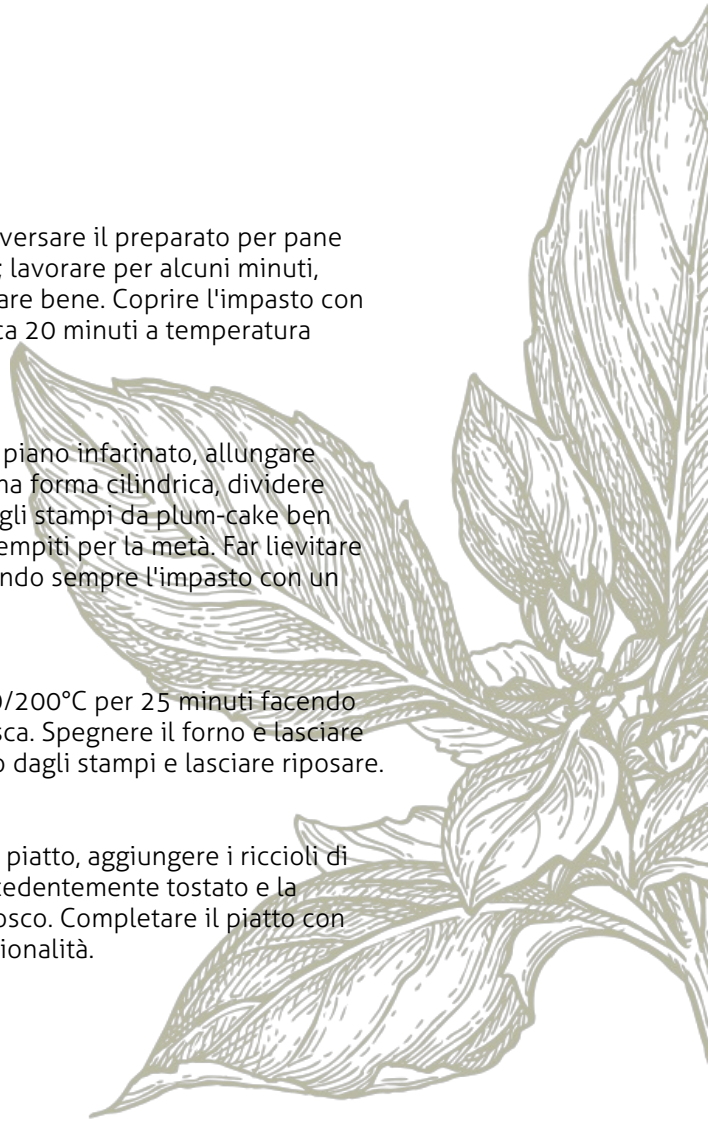 versare il preparato per pane
; lavorare per alcuni minuti,
are bene. Coprire l'impasto con
ca 20 minuti a temperatura
piano infarinato, allungare
na forma cilindrica, dividere
gli stampi da plum-cake ben
empiti per la metà. Far lievitare
ndo sempre l'impasto con un
0/200°C per 25 minuti facendo
sca. Spegnere il forno e lasciare
o dagli stampi e lasciare riposare.
piatto, aggiungere i riccioli di
cedentemente tostato e la
osco. Completare il piatto con
ionalità.